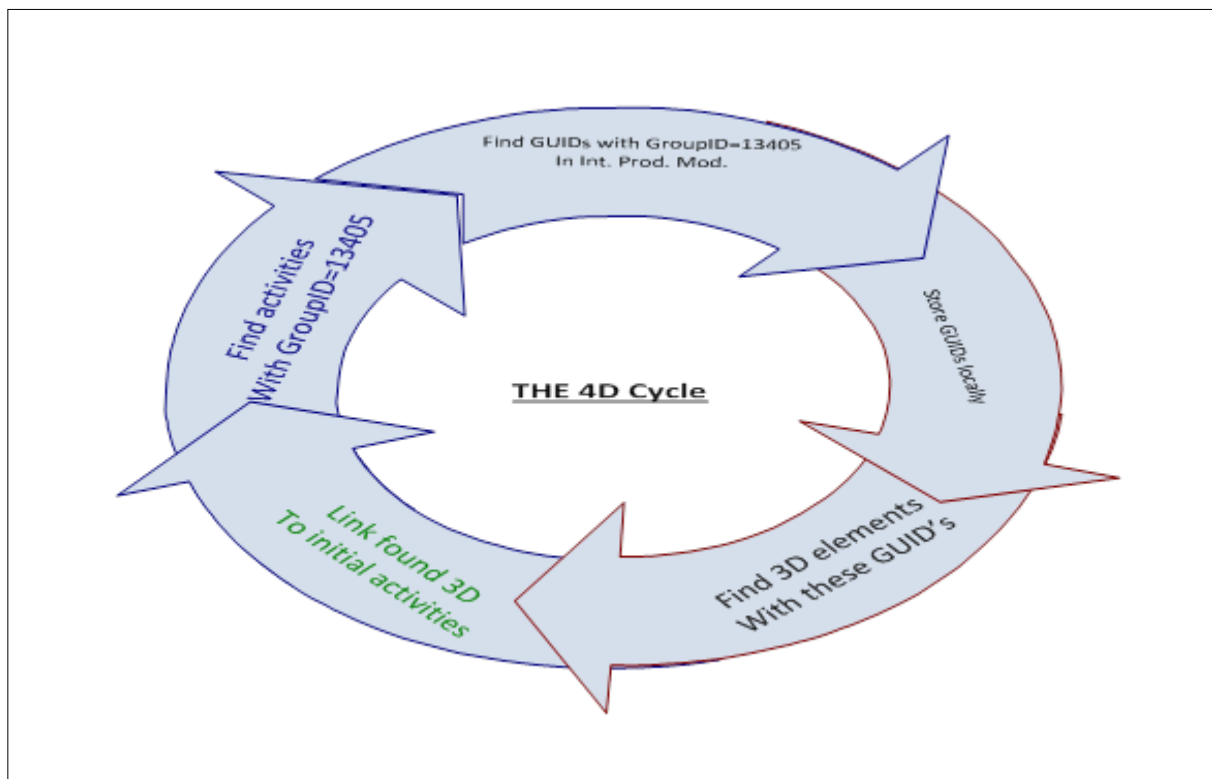 Find GUIDs with GroupID=13405
In Int. Prod. Mod.
Store GUIDs locally
Find 3D elements
With these GUID's
Link found 3D
To initial activities
Find activities
With GroupID=13405
THE 4D Cycle